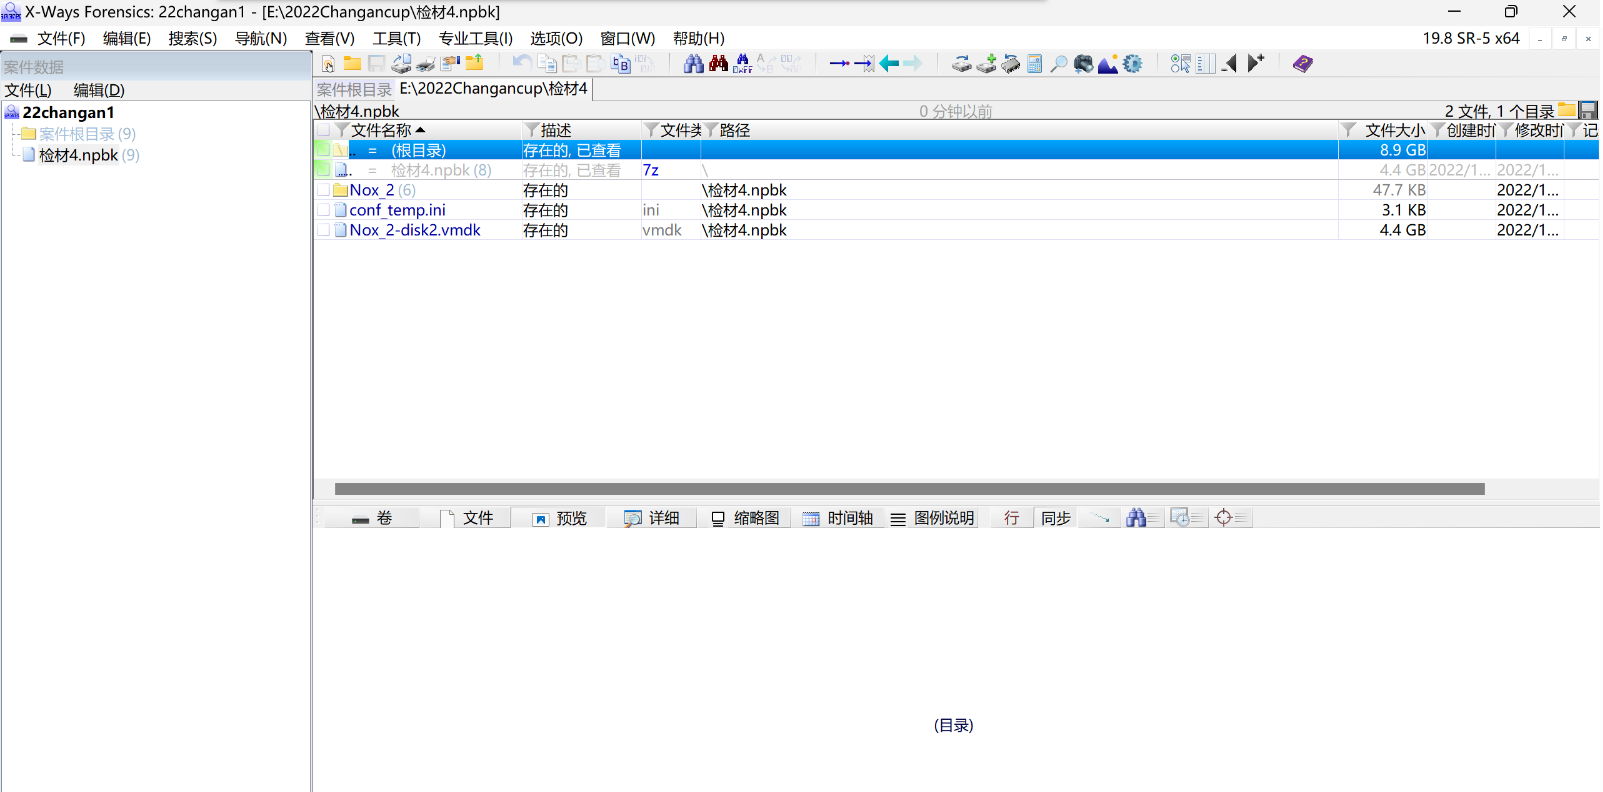 X-Ways Forensics: 22changan1 - [E:\2022Changancup\检材4.npbk]
文件(F) 编辑(E) 搜索(S) 导航(N) 查看(V) 工具(T) 专业工具(I) 选项(O) 窗口(W) 帮助(H) 19.8 SR-5 x64
案件数据
文件(L) 编辑(D)
22changan1
案件根目录 (9)
检材4.npbk (9)
案件根目录 E:\2022Changancup\检材4
\检材4.npbk 0 分钟以前 2 文件, 1 个目录
文件名称 描述 文件类 路径 文件大小 创建时间 修改时间 记
.. = (根目录) 存在的, 已查看 8.9 GB
.. = 检材4.npbk (8) 存在的, 已查看 7z \ 4.4 GB 2022/1... 2022/1...
Nox_2 (6) 存在的 \检材4.npbk 47.7 KB 2022/1...
conf_temp.ini 存在的 ini \检材4.npbk 3.1 KB 2022/1...
Nox_2-disk2.vmdk 存在的 vmdk \检材4.npbk 4.4 GB 2022/1...
卷 文件 预览 详细 缩略图 时间轴 图例说明 行 同步
(目录)